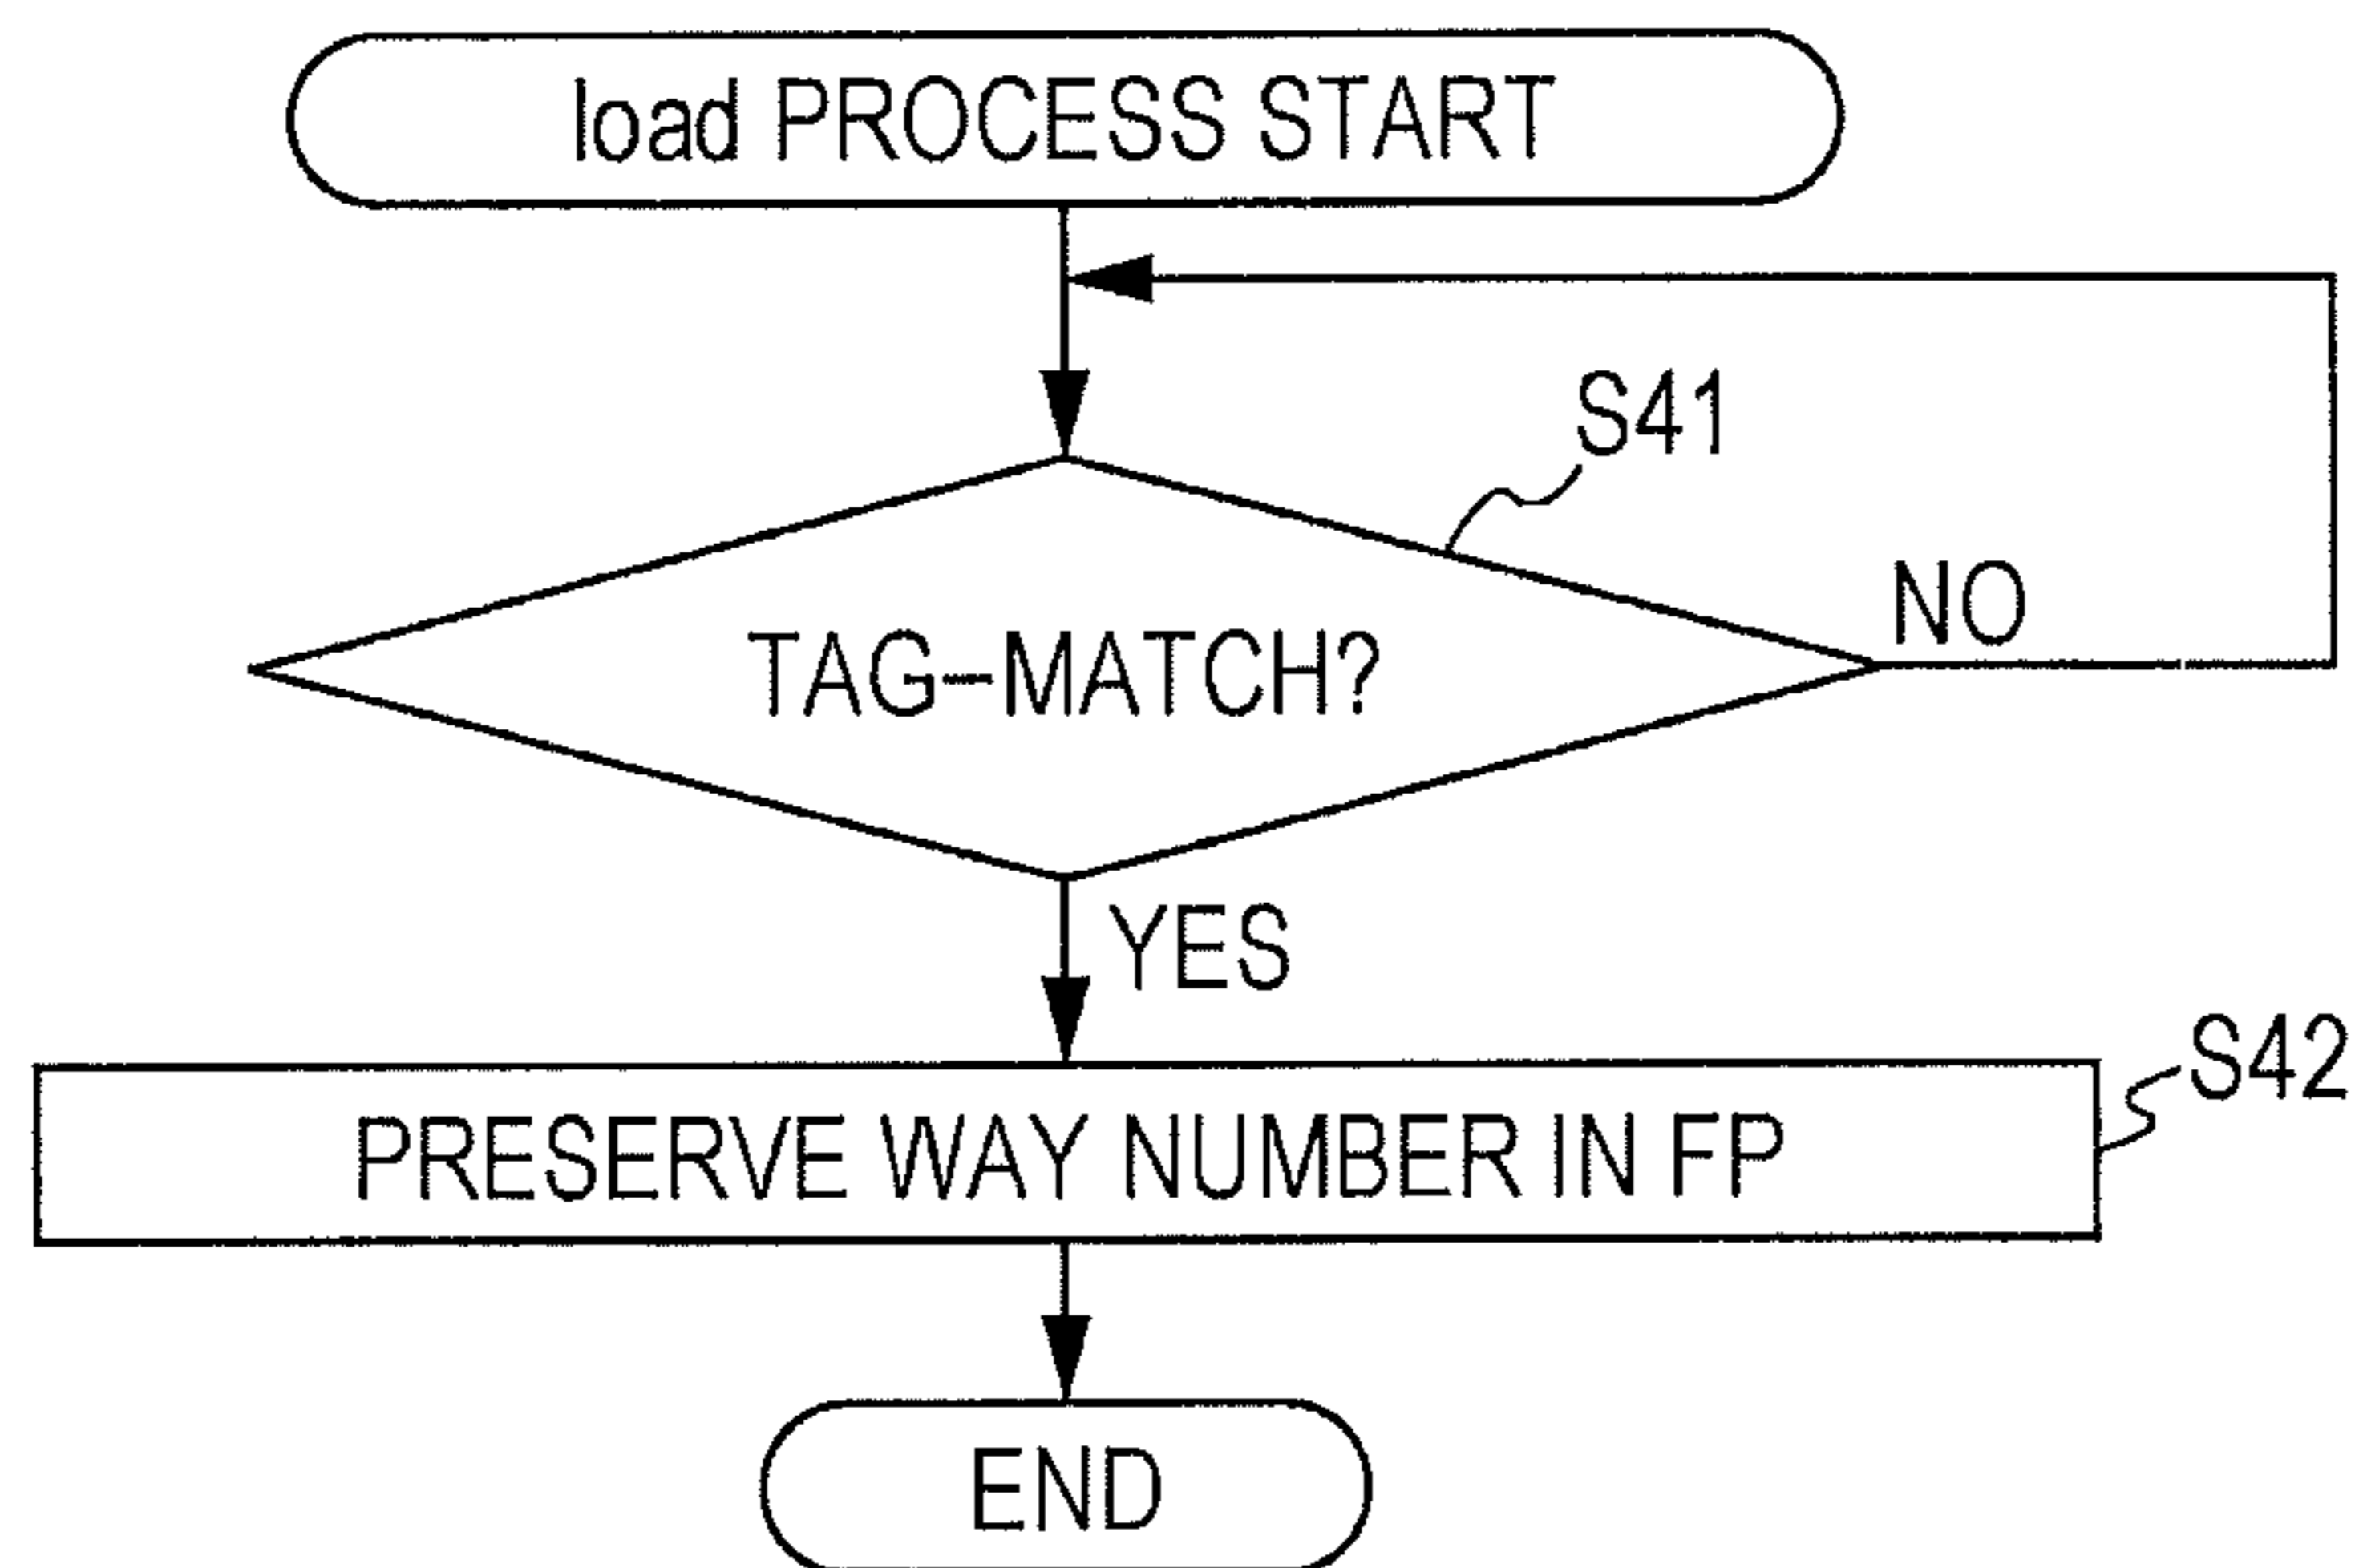 load PROCESS START
S41
NO
TAG-MATCH?
YES
S42
PRESERVE WAY NUMBER IN FP
END